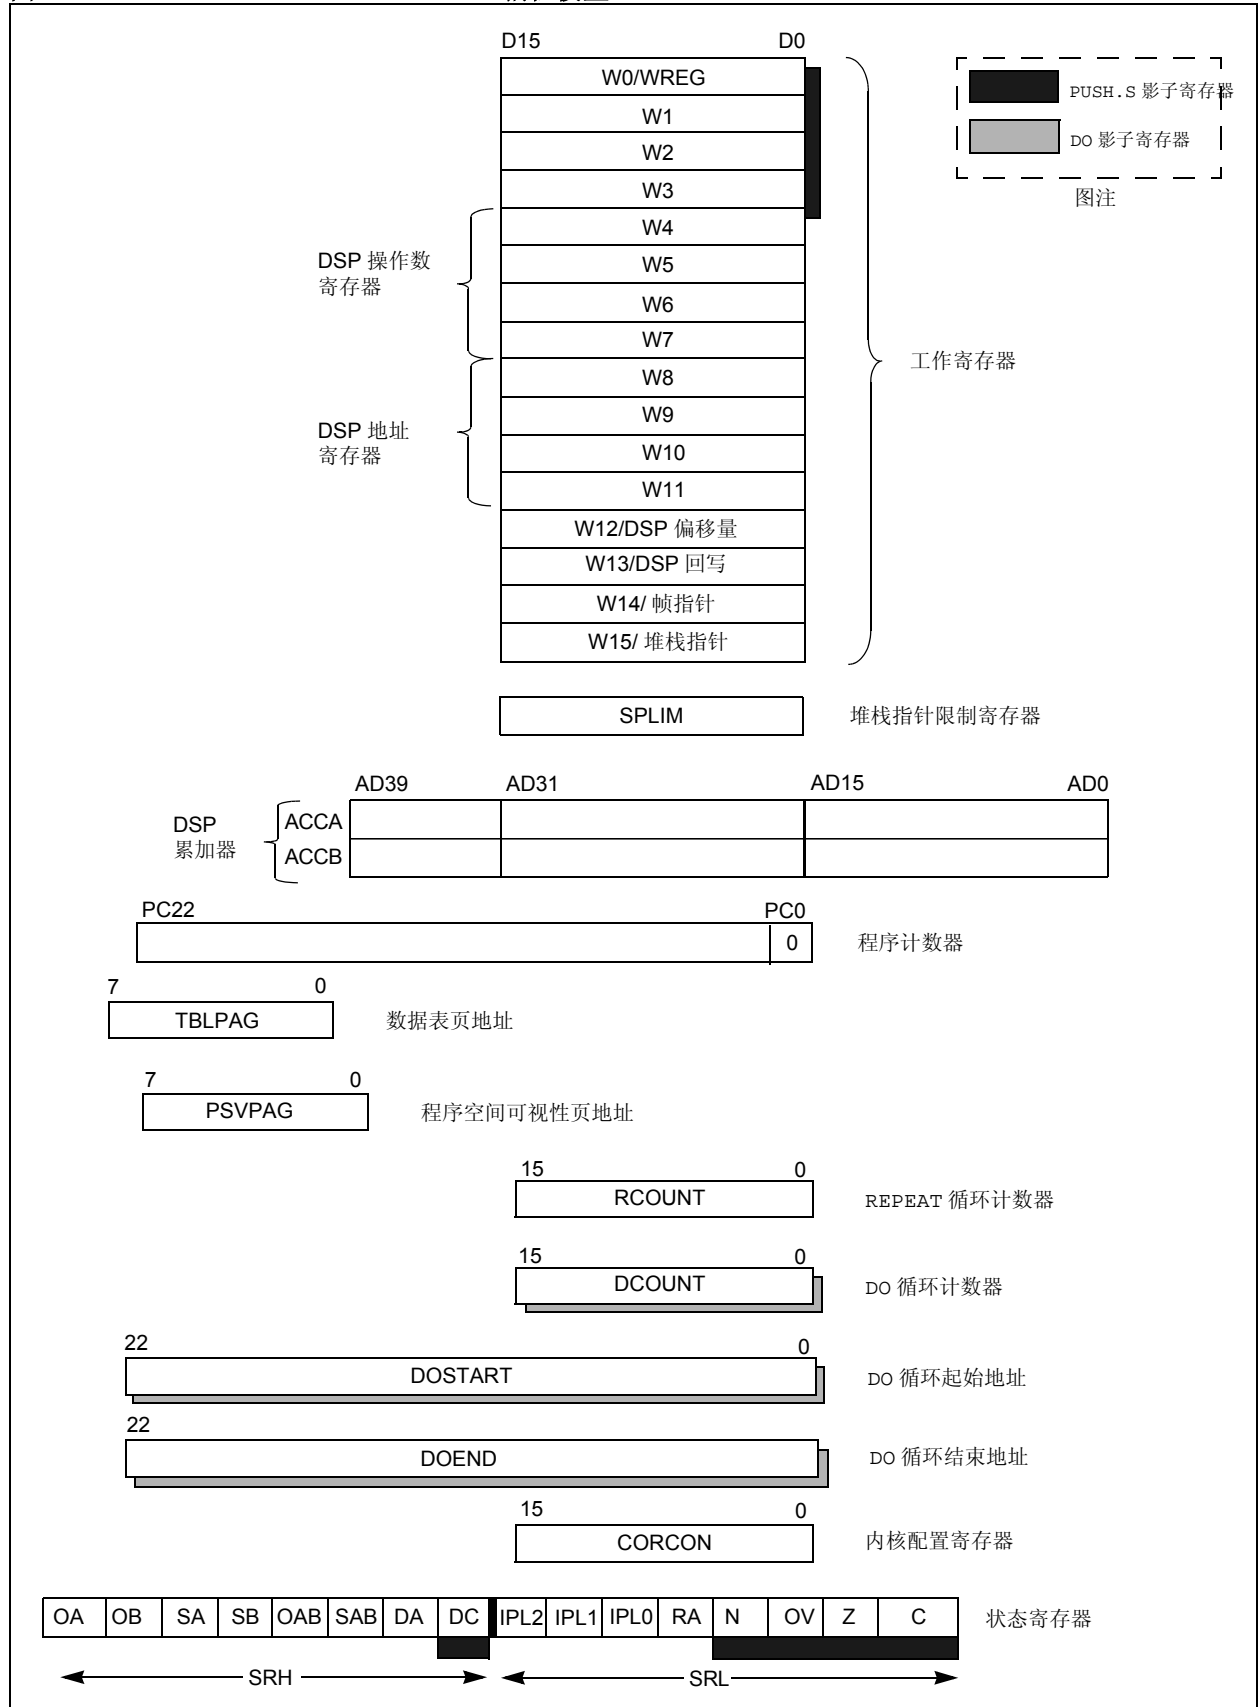 D15 D0
W0/WREG
W1
W2
W3
W4
W5
W6
W7
W8
W9
W10
W11
W12/DSP 偏移量
W13/DSP 回写
W14/ 帧指针
W15/ 堆栈指针
PUSH.S 影子寄存器
DO 影子寄存器
图注
DSP 操作数
寄存器
DSP 地址
寄存器
工作寄存器
SPLIM
堆栈指针限制寄存器
AD39 AD31 AD15 AD0
DSP
累加器
ACCA
ACCB
PC22 PC0
0
程序计数器
7 0
TBLPAG
数据表页地址
7 0
PSVPAG
程序空间可视性页地址
15 0
RCOUNT
REPEAT 循环计数器
15 0
DCOUNT
DO 循环计数器
22 0
DOSTART
DO 循环起始地址
22
DOEND
DO 循环结束地址
15 0
CORCON
内核配置寄存器
OA OB SA SB OAB SAB DA DC IPL2 IPL1 IPL0 RA N OV Z C
状态寄存器
SRH SRL